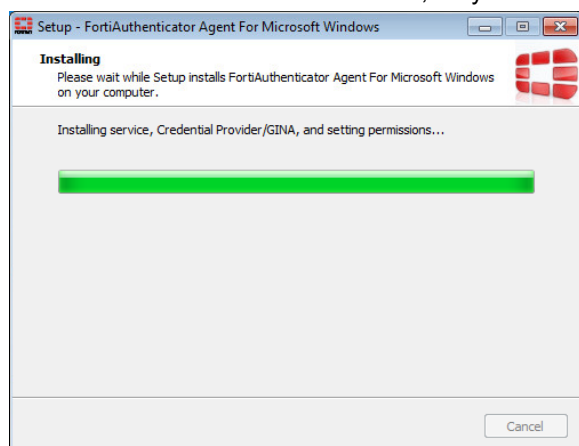 Setup - FortiAuthenticator Agent For Microsoft Windows
Installing
Please wait while Setup installs FortiAuthenticator Agent For Microsoft Windows
on your computer.
Installing service, Credential Provider/GINA, and setting permissions...
Cancel